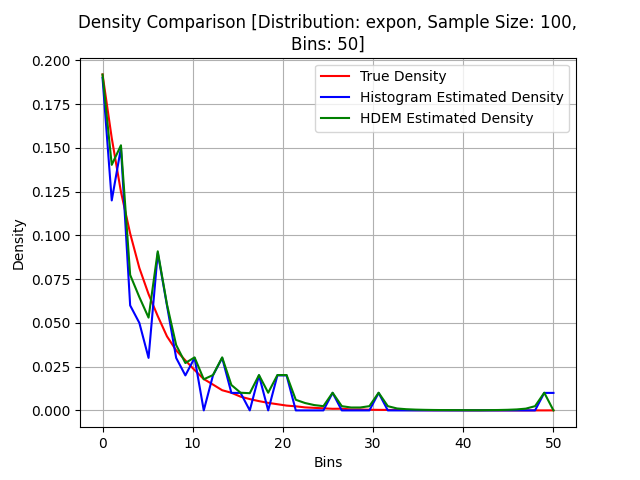 Density Comparison [Distribution: expon, Sample Size: 100,
Bins: 50]
True Density
Histogram Estimated Density
HDEM Estimated Density
Density
0.200
0.175
0.150
0.125
0.100
0.075
0.050
0.025
0.000
0 10 20 30 40 50
Bins